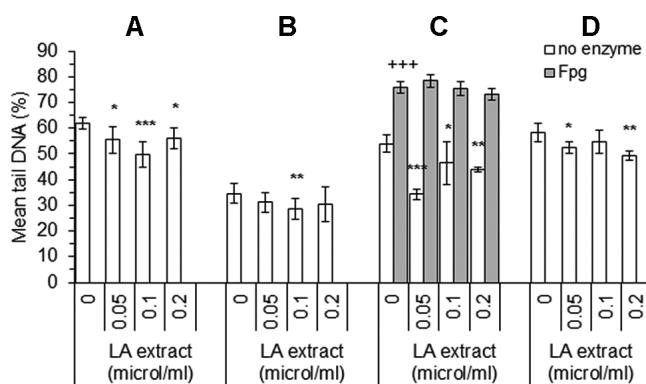 A B C D
no enzyme
Fpg
Mean tail DNA (%)
90
80
70
60
50
40
30
20
10
0
* *** *
**
+++
*** * **
* **
0 0.05 0.1 0.2
0 0.05 0.1 0.2
0 0.05 0.1 0.2
0 0.05 0.1 0.2
LA extract
(microl/ml)
LA extract
(microl/ml)
LA extract
(microl/ml)
LA extract
(microl/ml)